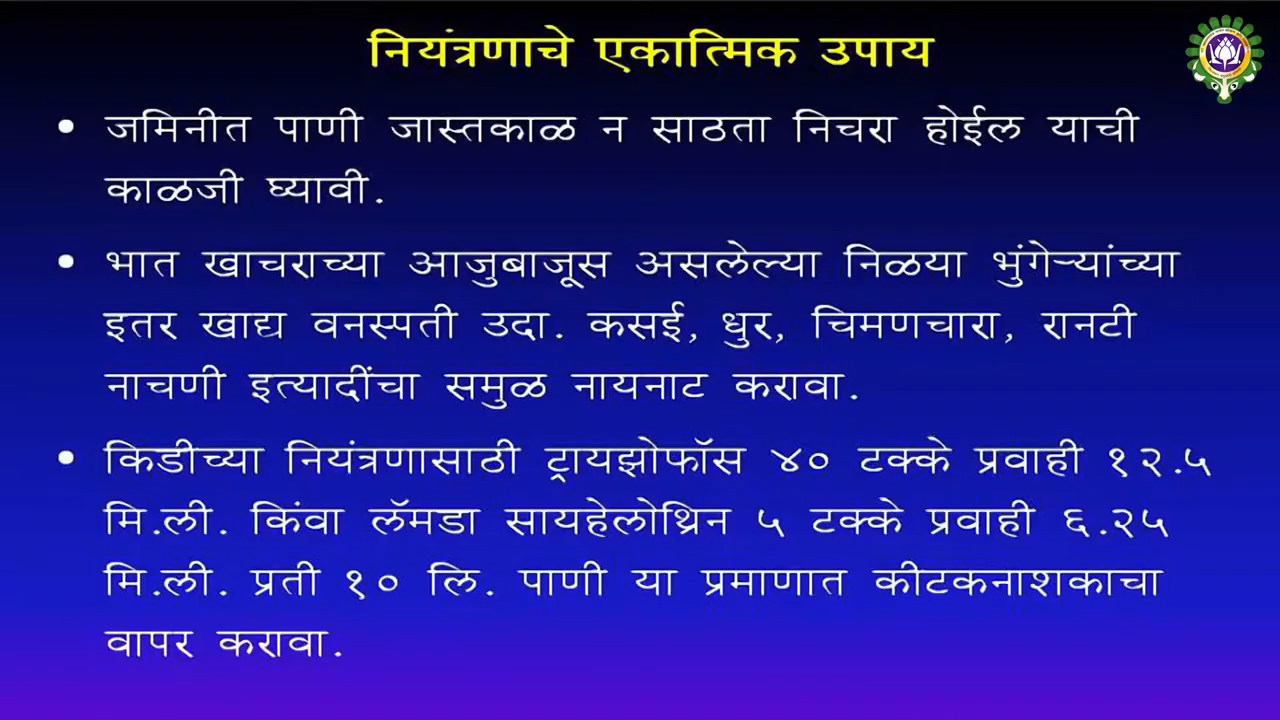 नियंत्रणाचे एकात्मिक उपाय
• जमिनीत पाणी जास्तकाळ न साठता निचरा होईल याची
काळजी घ्यावी.
• भात खाचराच्या आजुबाजूस असलेल्या निळया भुंगेऱ्यांच्या
इतर खाद्य वनस्पती उदा. कसई, धुर, चिमणचारा, रानटी
नाचणी इत्यादींचा समुळ नायनाट करावा.
• किडीच्या नियंत्रणासाठी ट्रायझोफॉस ४० टक्के प्रवाही १२.५
मि.ली. किंवा लॅमडा सायहेलोथ्रिन ५ टक्के प्रवाही ६.२५
मि.ली. प्रती १० लि. पाणी या प्रमाणात कीटकनाशकाचा
वापर करावा.